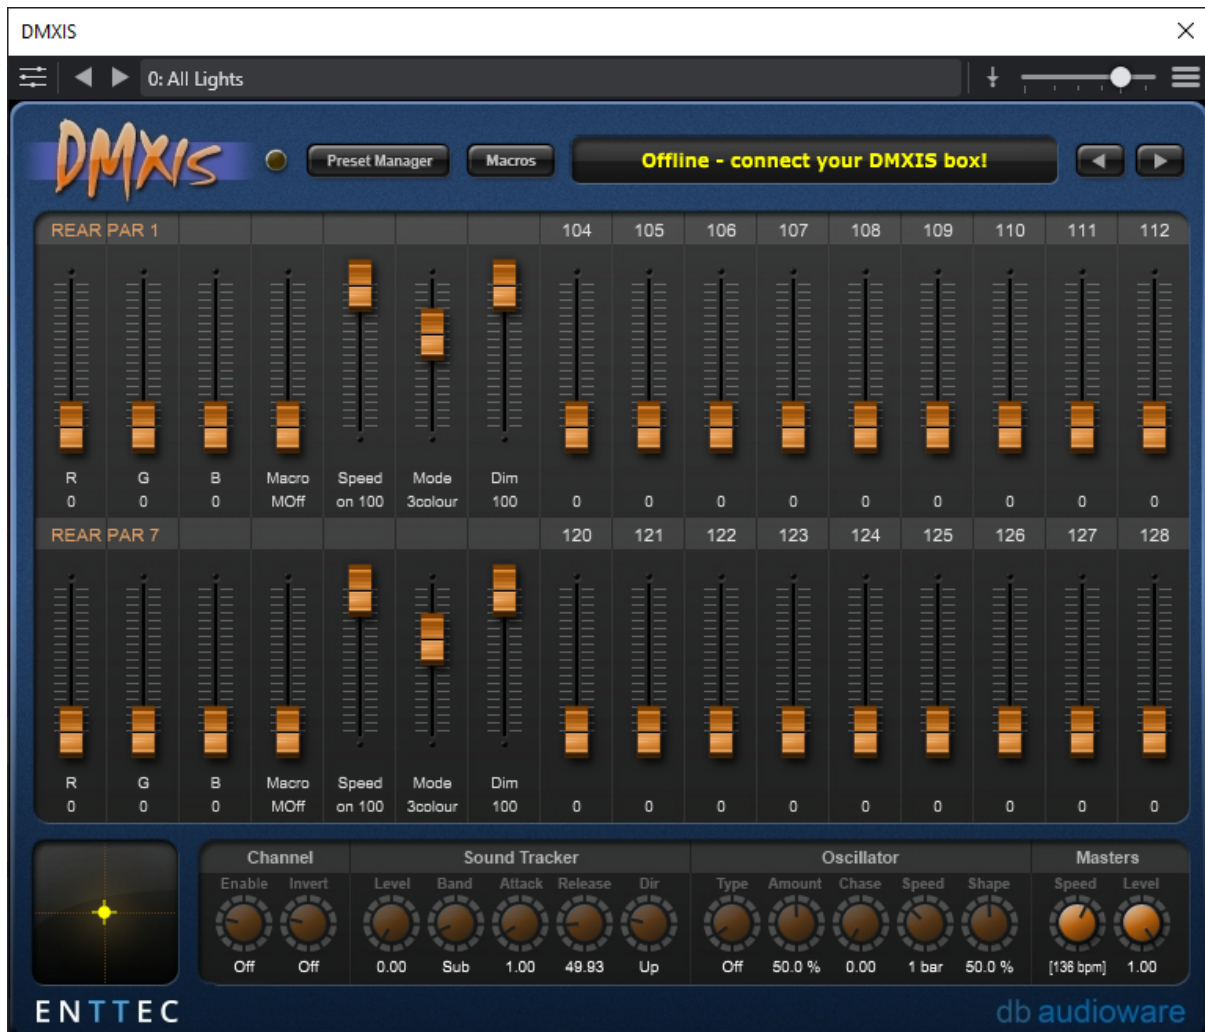 DMXIS
0: All Lights
DMXIS Preset Manager Macros Offline - connect your DMXIS box!
REAR PAR 1 104 105 106 107 108 109 110 111 112
R G B Macro Speed Mode Dim
0 0 0 MOff on 100 3colour 100 0 0 0 0 0 0 0 0 0
REAR PAR 7 120 121 122 123 124 125 126 127 128
R G B Macro Speed Mode Dim
0 0 0 MOff on 100 3colour 100 0 0 0 0 0 0 0 0 0
Channel Sound Tracker Oscillator Masters
Enable Invert Level Band Attack Release Dir Type Amount Chase Speed Shape Speed Level
Off Off 0.00 Sub 1.00 49.93 Up Off 50.0 % 0.00 1 bar 50.0 % [136 bpm] 1.00
ENTTEC db audioware